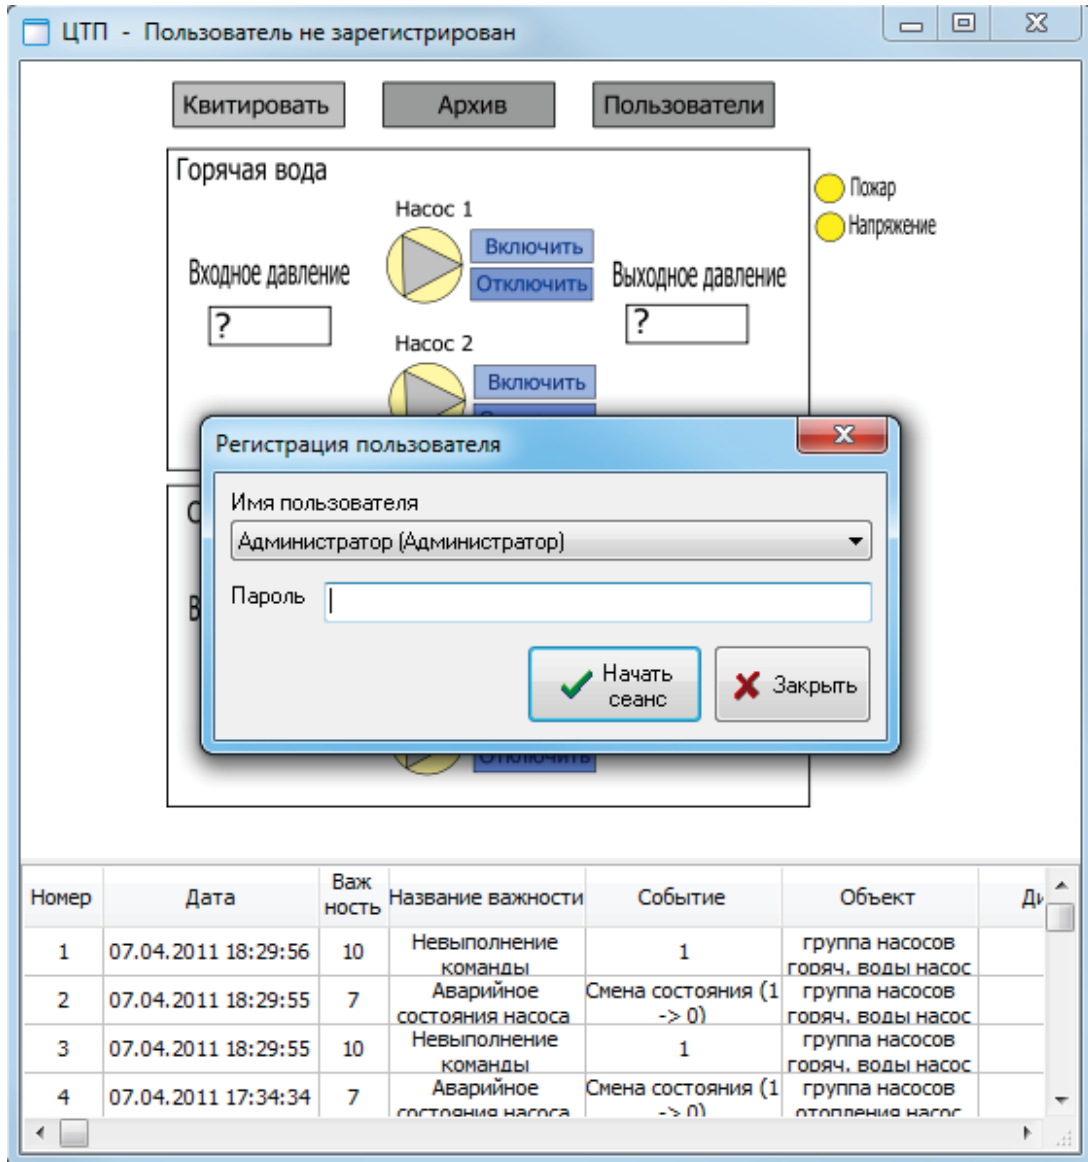 ЦТП - Пользователь не зарегистрирован
Квитировать Архив Пользователи
Горячая вода
Пожар
Напряжение
Насос 1
Включить
Отключить
Входное давление
?
Выходное давление
?
Насос 2
Включить
Регистрация пользователя
Имя пользователя
Администратор (Администратор)
Пароль
Начать
сеанс
Закрыть
Отключить
Номер Дата Важ
ность Название важности Событие Объект
1 07.04.2011 18:29:56 10 Невыполнение
команды 1 группа насосов
горяч. воды насос
2 07.04.2011 18:29:55 7 Аварийное
состояния насоса Смена состояния (1
-> 0) группа насосов
горяч. воды насос
3 07.04.2011 18:29:55 10 Невыполнение
команды 1 группа насосов
горяч. воды насос
4 07.04.2011 17:34:34 7 Аварийное
состояния насоса Смена состояния (1
-> 0) группа насосов
отопления насос